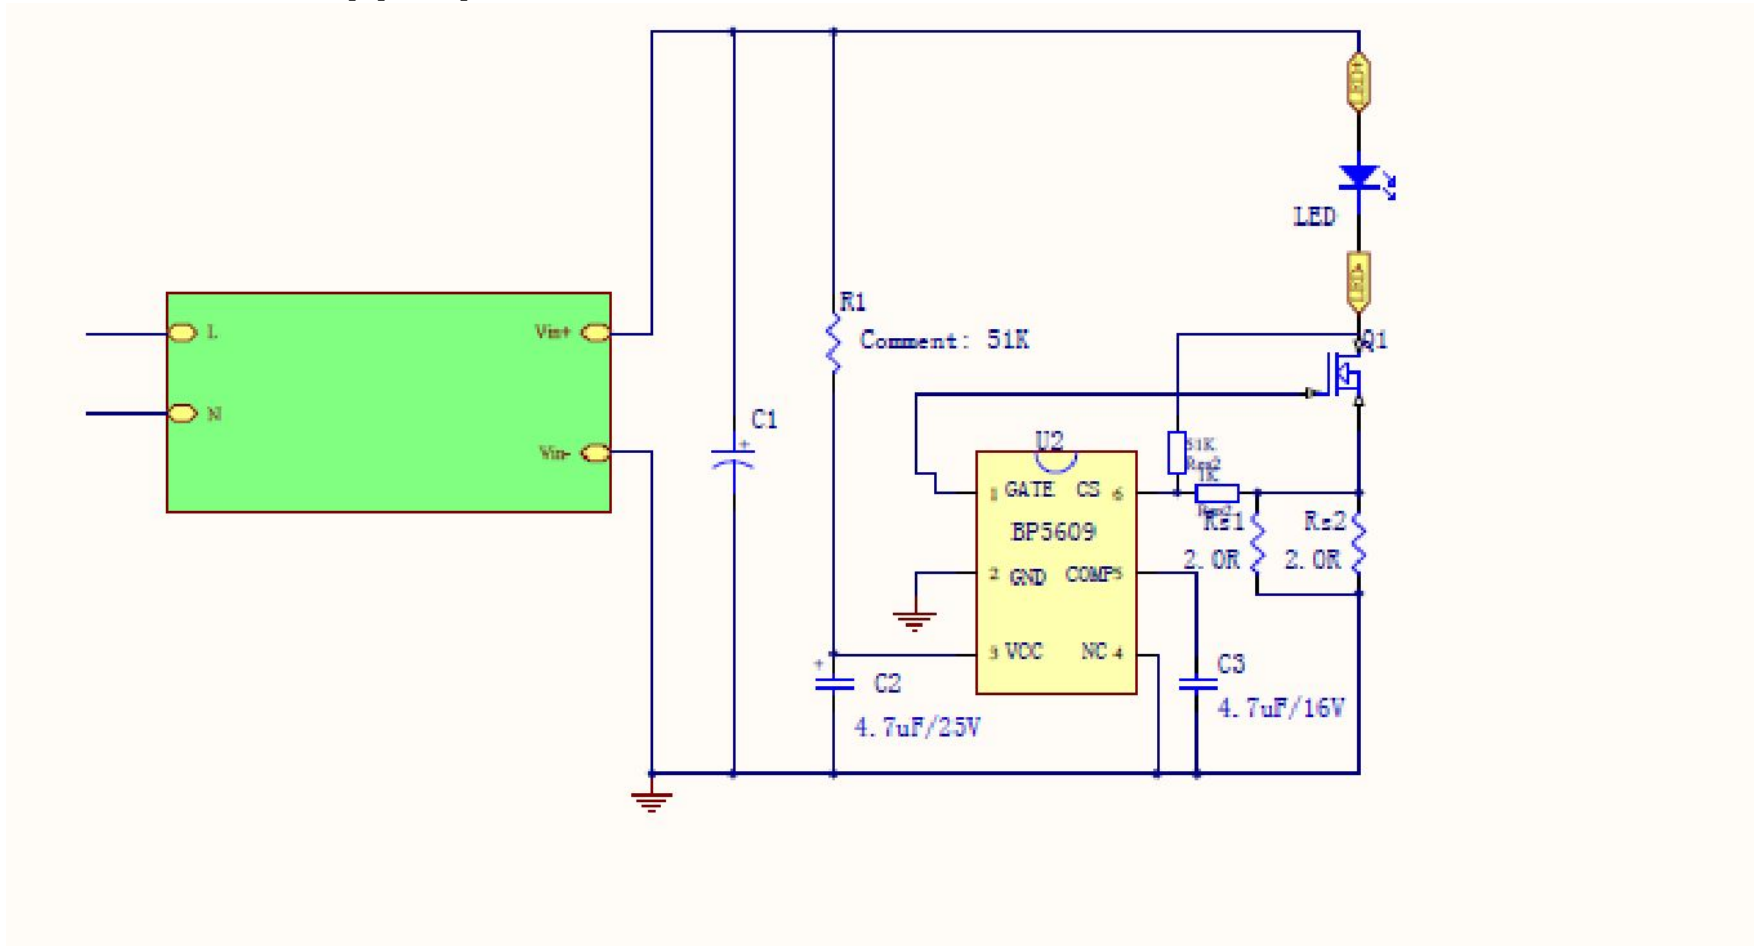 L
N
Vin+
Vin-
C1
+
R1
Comment: 51K
LED
Q1
U2
51K
1K
1 GATE CS 6
BP5609
2 GND COMP 5
3 VCC NC 4
Rs1
2.0R
Rs2
2.0R
+
C2
4.7uF/25V
C3
4.7uF/16V